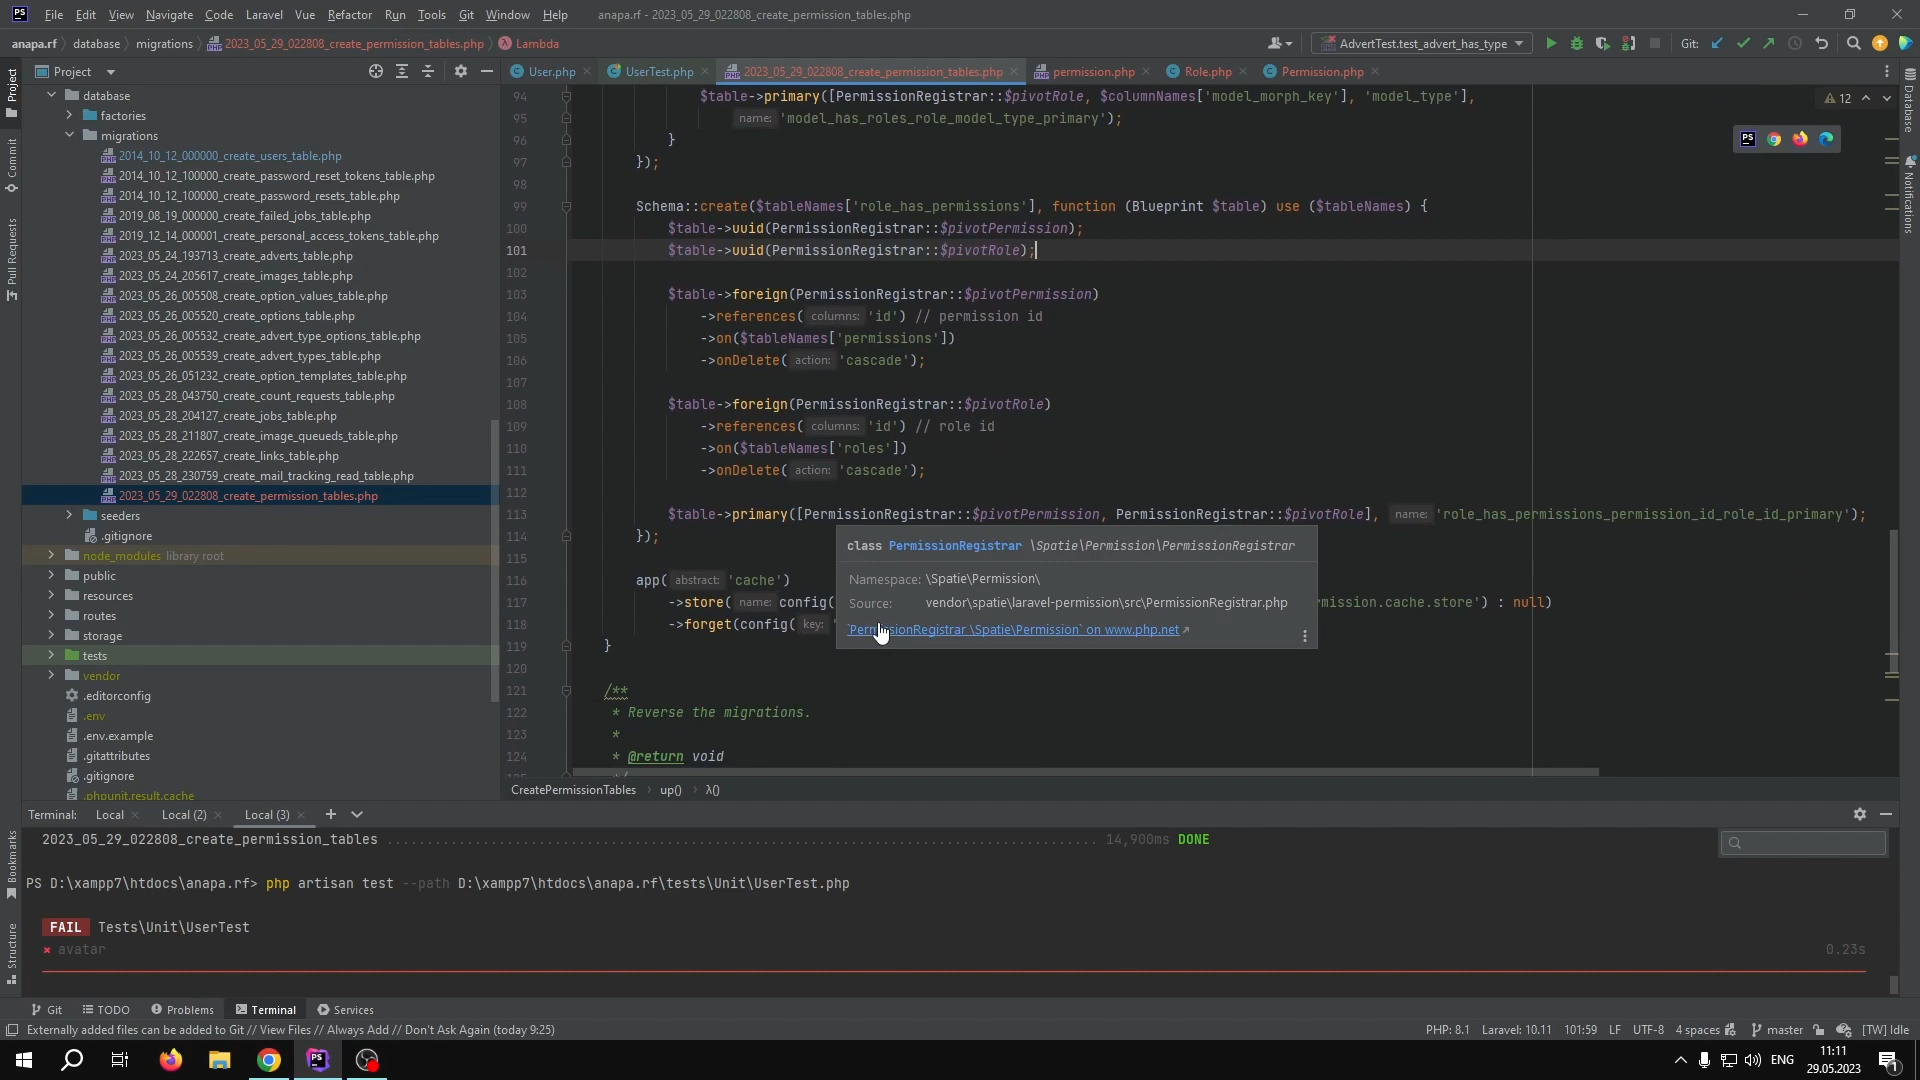 File Edit View Navigate Code Laravel Vue Refactor Run Tools Git Window Help anapa.rf - 2023_05_29_022808_create_permission_tables.php
anapa.rf database migrations 2023_05_29_022808_create_permission_tables.php Lambda
AdvertTest.test_advert_has_type
Git:
Project
User.php
UserTest.php
2023_05_29_022808_create_permission_tables.php
permission.php
Role.php
Permission.php
Project
Commit
Pull Requests
Bookmarks
Structure
Database
Notifications
database
factories
migrations
2014_10_12_000000_create_users_table.php
2014_10_12_100000_create_password_reset_tokens_table.php
2014_10_12_100000_create_password_resets_table.php
2019_08_19_000000_create_failed_jobs_table.php
2019_12_14_000001_create_personal_access_tokens_table.php
2023_05_24_193713_create_adverts_table.php
2023_05_24_205617_create_images_table.php
2023_05_26_005508_create_option_values_table.php
2023_05_26_005520_create_options_table.php
2023_05_26_005532_create_advert_type_options_table.php
2023_05_26_005539_create_advert_types_table.php
2023_05_26_051232_create_option_templates_table.php
2023_05_28_043750_create_count_requests_table.php
2023_05_28_204127_create_jobs_table.php
2023_05_28_211807_create_image_queueds_table.php
2023_05_28_222657_create_links_table.php
2023_05_28_230759_create_mail_tracking_read_table.php
2023_05_29_022808_create_permission_tables.php
seeders
.gitignore
node_modules library root
public
resources
routes
storage
tests
vendor
.editorconfig
.env
.env.example
.gitattributes
.gitignore
.phpunit.result.cache
12
94 $table->primary([PermissionRegistrar::$pivotRole, $columnNames['model_morph_key'], 'model_type'],
95 name: 'model_has_roles_role_model_type_primary');
96 }
97 });
98
99 Schema::create($tableNames['role_has_permissions'], function (Blueprint $table) use ($tableNames) {
100 $table->uuid(PermissionRegistrar::$pivotPermission);
101 $table->uuid(PermissionRegistrar::$pivotRole);
102
103 $table->foreign(PermissionRegistrar::$pivotPermission)
104 ->references( columns: 'id') // permission id
105 ->on($tableNames['permissions'])
106 ->onDelete( action: 'cascade');
107
108 $table->foreign(PermissionRegistrar::$pivotRole)
109 ->references( columns: 'id') // role id
110 ->on($tableNames['roles'])
111 ->onDelete( action: 'cascade');
112
113 $table->primary([PermissionRegistrar::$pivotPermission, PermissionRegistrar::$pivotRole], name: 'role_has_permissions_permission_id_role_id_primary');
114 });
115
116 app( abstract: 'cache')
117 ->store( name: config( mission.cache.store') : null)
118 ->forget(config( key: '
119 }
120
121 /**
122 * Reverse the migrations.
123 *
124 * @return void
class PermissionRegistrar \Spatie\Permission\PermissionRegistrar
Namespace: \Spatie\Permission\
Source: vendor\spatie\laravel-permission\src\PermissionRegistrar.php
`PermissionRegistrar \Spatie\Permission` on www.php.net
CreatePermissionTables up() λ()
Terminal: Local Local (2) Local (3)
2023_05_29_022808_create_permission_tables ........ 14,900ms DONE
PS D:\xampp7\htdocs\anapa.rf> php artisan test --path D:\xampp7\htdocs\anapa.rf\tests\Unit\UserTest.php
FAIL Tests\Unit\UserTest
× avatar 0.23s
Git TODO Problems Terminal Services
Externally added files can be added to Git // View Files // Always Add // Don't Ask Again (today 9:25)
PHP: 8.1 Laravel: 10.11 101:59 LF UTF-8 4 spaces master [TW] Idle
ENG
11:11
29.05.2023
1